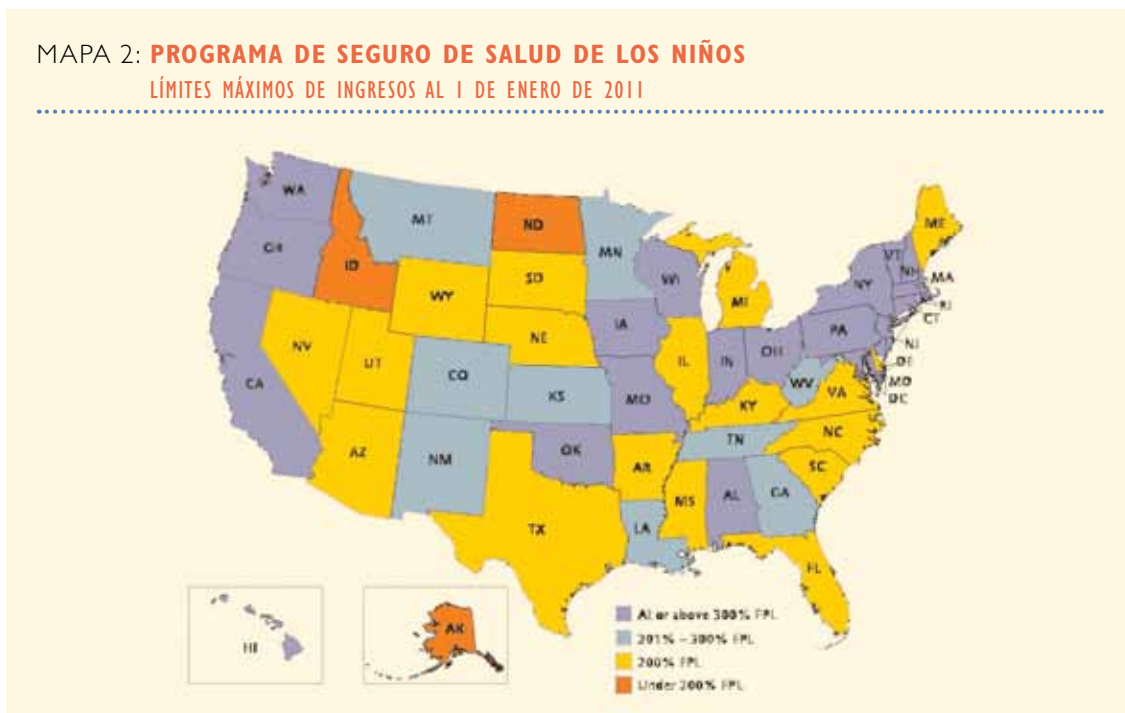 MAPA 2: PROGRAMA DE SEGURO DE SALUD DE LOS NIÑOS
LÍMITES MÁXIMOS DE INGRESOS AL 1 DE ENERO DE 2011
WA
MT
ND
MN
ME
OR
ID
SD
WI
VT
NH
MA
NY
RI
CT
WY
MI
IA
PA
NE
NJ
NV
UT
CO
IL
IN
OH
DE
MD
DC
CA
KS
MO
WV
VA
KY
AZ
NM
OK
TN
NC
AR
SC
MS
AL
GA
TX
LA
FL
HI
AK
At or above 300% FPL
201% – 300% FPL
200% FPL
Under 200% FPL